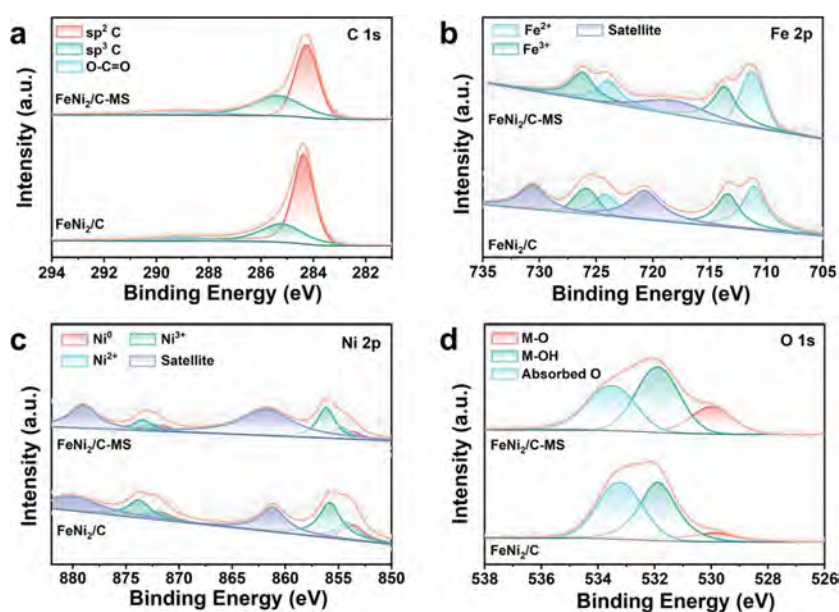 a
C 1s
sp² C
sp³ C
O-C=O
FeNi₂/C-MS
FeNi₂/C
Intensity (a.u.)
294 292 290 288 286 284 282
Binding Energy (eV)
b
Fe 2p
Fe²⁺ Satellite
Fe³⁺
FeNi₂/C-MS
FeNi₂/C
Intensity (a.u.)
735 730 725 720 715 710 705
Binding Energy (eV)
c
Ni 2p
Ni⁰ Ni³⁺
Ni²⁺ Satellite
FeNi₂/C-MS
FeNi₂/C
Intensity (a.u.)
880 875 870 865 860 855 850
Binding Energy (eV)
d
O 1s
M-O
M-OH
Absorbed O
FeNi₂/C-MS
FeNi₂/C
Intensity (a.u.)
538 536 534 532 530 528 526
Binding Energy (eV)